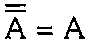 A̿ = A